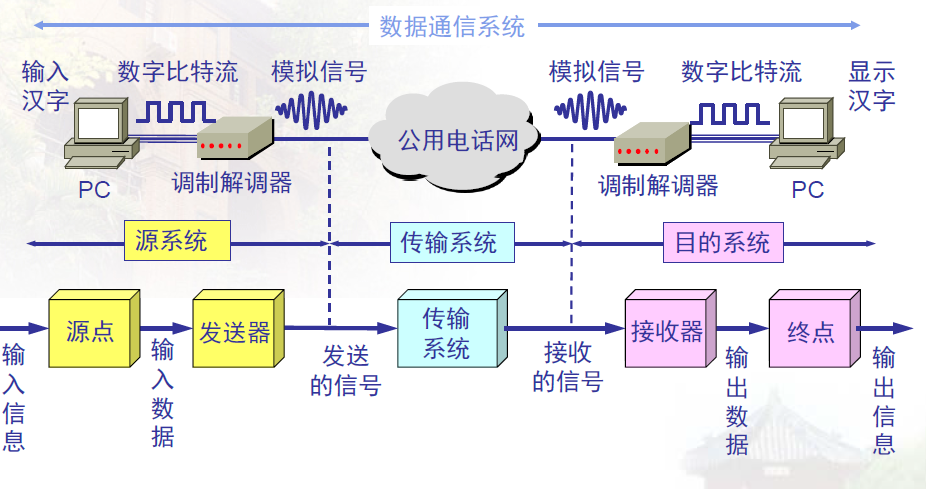 数据通信系统
输入
汉字
数字比特流
模拟信号
模拟信号
数字比特流
显示
汉字
公用电话网
PC
调制解调器
调制解调器
PC
源系统
传输系统
目的系统
源点
发送器
传输
系统
接收器
终点
输入信息
输入数据
发送
的信号
接收
的信号
输出数据
输出信息